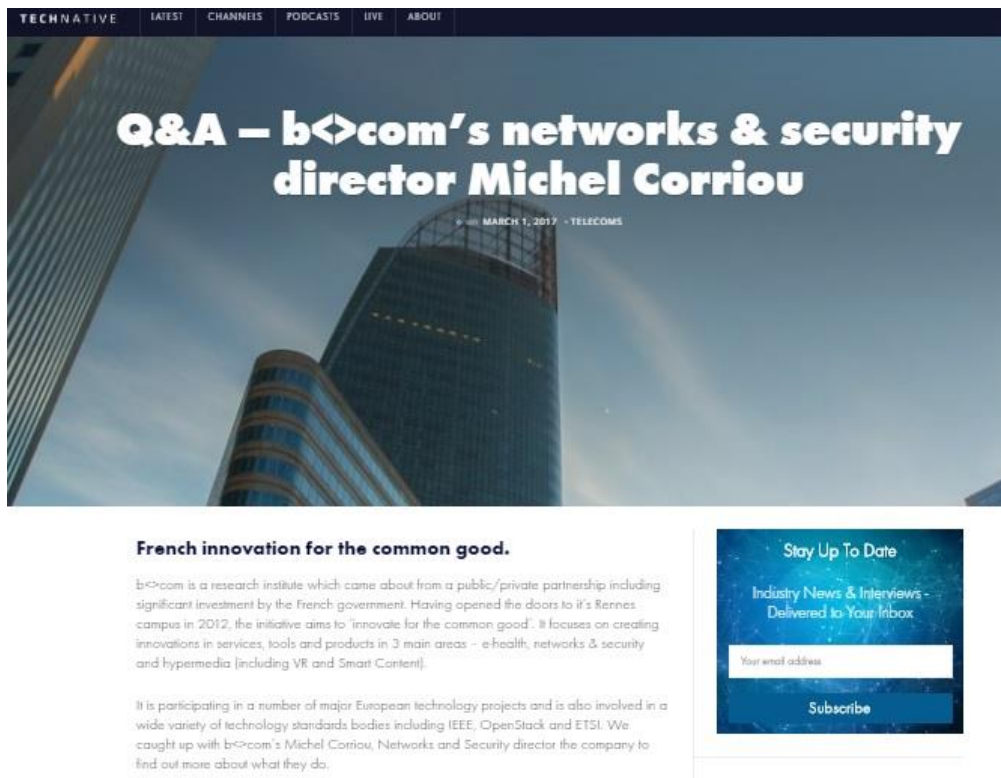 TECHNATIVE LATEST CHANNELS PODCASTS LIVE ABOUT
Q&A – b<>com's networks & security
director Michel Corriou
on MARCH 1, 2017 - TELECOMS
French innovation for the common good.
b<>com is a research institute which came about from a public/private partnership including
significant investment by the French government. Having opened the doors to it's Rennes
campus in 2012, the initiative aims to 'innovate for the common good'. It focuses on creating
innovations in services, tools and products in 3 main areas – e-health, networks & security
and hypermedia (including VR and Smart Content).
It is participating in a number of major European technology projects and is also involved in a
wide variety of technology standards bodies including IEEE, OpenStack and ETSI. We
caught up with b<>com's Michel Corriou, Networks and Security director the company to
find out more about what they do.
Stay Up To Date
Industry News & Interviews -
Delivered to Your Inbox
Your email address
Subscribe